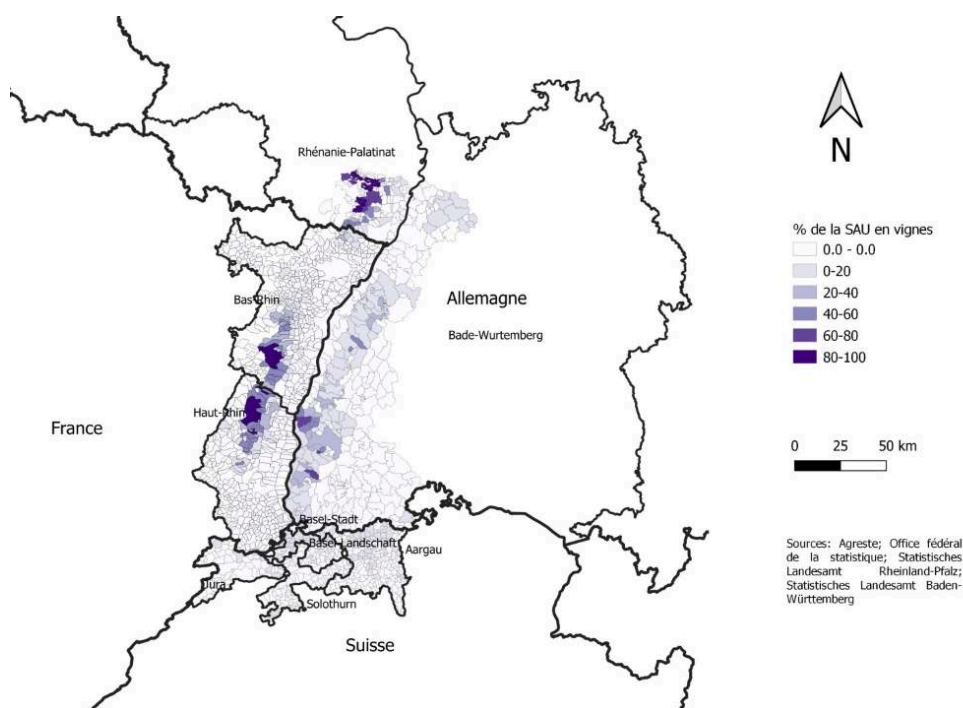 Rhénanie-Palatinat
N
% de la SAU en vignes
0.0 - 0.0
0-20
20-40
40-60
60-80
80-100
Bas-Rhin
Allemagne
Bade-Wurtemberg
Haut-Rhin
France
0 25 50 km
Basel-Stadt
Basel-Landschaft
Aargau
Jura
Solothurn
Suisse
Sources: Agreste; Office fédéral
de la statistique; Statistisches
Landesamt Rheinland-Pfalz;
Statistisches Landesamt Baden-
Württemberg